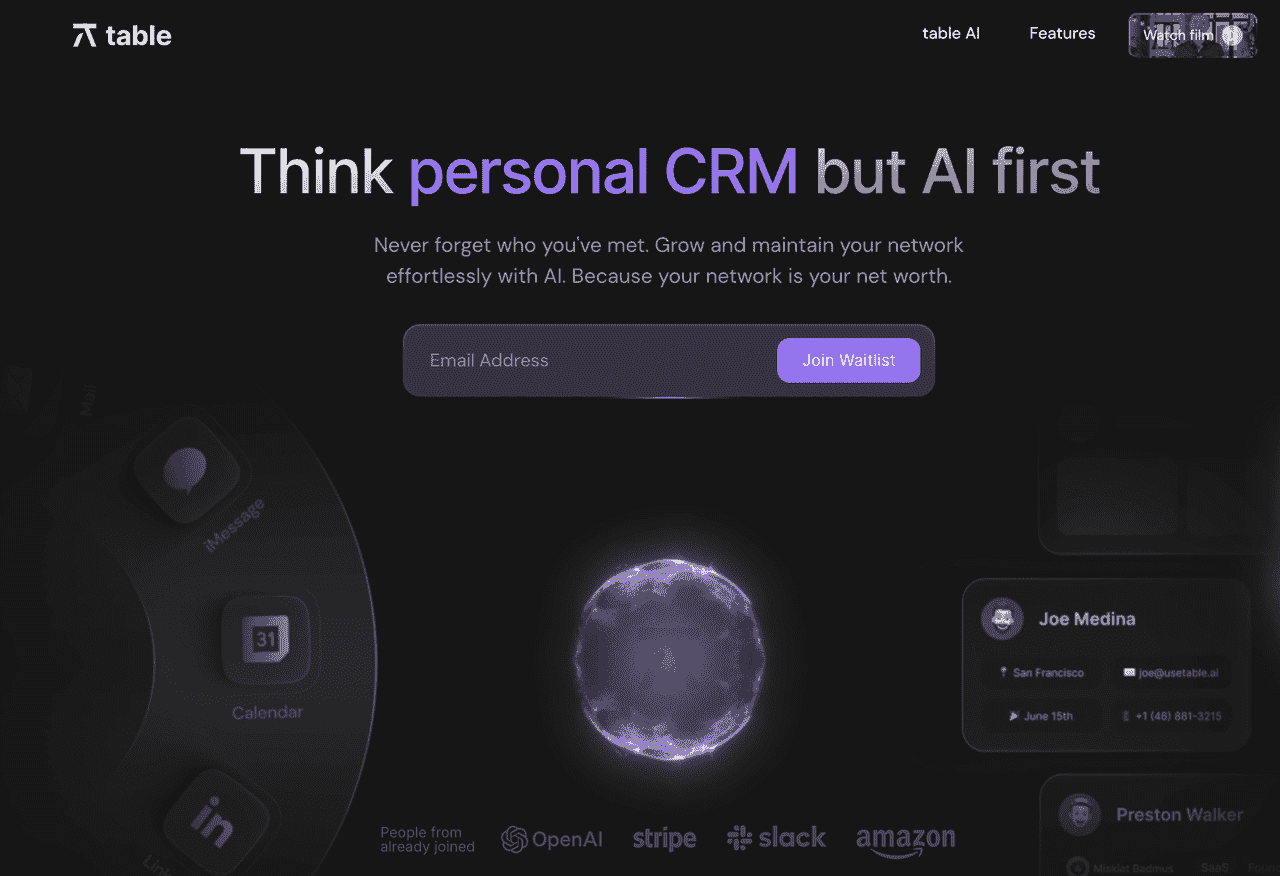 table
table AI
Features
Watch film
Think personal CRM but AI first
Never forget who you've met. Grow and maintain your network
effortlessly with AI. Because your network is your net worth.
Email Address
Join Waitlist
Mail
iMessage
31
Calendar
in
Joe Medina
San Francisco
joe@usetable.ai
June 15th
+1 (46) 881-3215
Preston Walker
SaaS
People from
already joined
OpenAI
stripe
slack
amazon